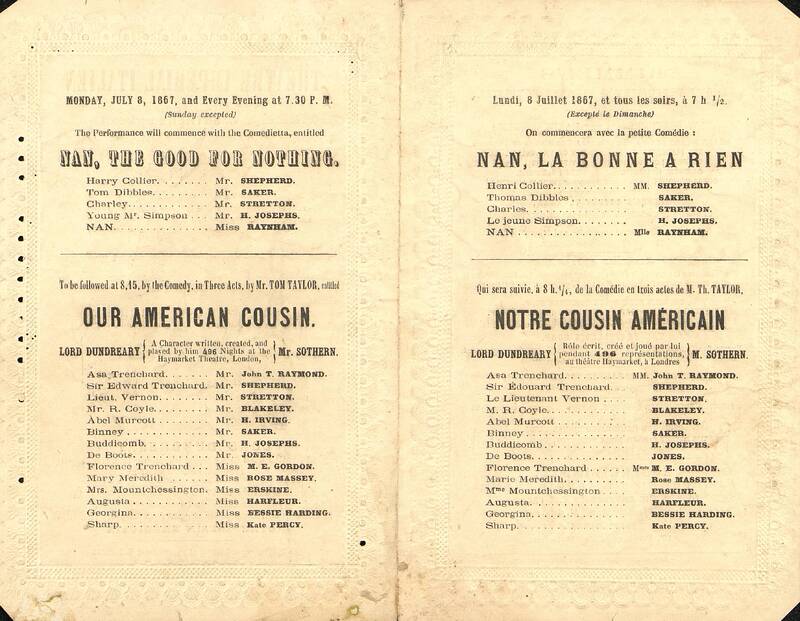 MONDAY, JULY 8, 1867, and Every Evening at 7.30 P. M.
(Sunday excepted)
The Performance will commence with the Comedietta, entitled
NAN, THE GOOD FOR NOTHING.
Harry Collier. . . . . . . Mr. SHEPHERD.
Tom Dibbles. . . . . . . . Mr. SAKER.
Charley. . . . . . . . . . . Mr. STRETTON.
Young Mr. Simpson . . . Mr. H. JOSEPHS.
NAN. . . . . . . . . . . . . Miss RAYNHAM.
To be followed at 8,15, by the Comedy, in Three Acts, by Mr. TOM TAYLOR, entitled
OUR AMERICAN COUSIN.
LORD DUNDREARY { A Character written, created, and played by him 496 Nights at the Haymarket Theatre, London, } Mr. SOTHERN.
Asa Trenchard. . . . . . . Mr. John T. RAYMOND.
Sir Edward Trenchard. Mr. SHEPHERD.
Lieut. Vernon. . . . . . . Mr. STRETTON.
Mr. R. Coyle. . . . . . . . Mr. BLAKELEY.
Abel Murcott . . . . . . . Mr. H. IRVING.
Binney . . . . . . . . . . . . Mr. SAKER.
Buddicomb. . . . . . . . . Mr. H. JOSEPHS.
De Boots. . . . . . . . . . . Mr. JONES.
Florence Trenchard . . . Miss M. E. GORDON.
Mary Meredith . . . . . . Miss ROSE MASSEY.
Mrs. Mountchessington. Miss ERSKINE.
Augusta . . . . . . . . . . . Miss HARFLEUR.
Georgina. . . . . . . . . . . Miss BESSIE HARDING.
Sharp. . . . . . . . . . . . . Miss Kate PERCY.
Lundi, 8 Juillet 1867, et tous les soirs, à 7 h 1/2.
(Excepté le Dimanche)
On commencera avec la petite Comédie :
NAN, LA BONNE A RIEN
Henri Collier. . . . . . . . . . . . MM. SHEPHERD.
Thomas Dibbles . . . . . . . . . SAKER.
Charles. . . . . . . . . . . . . . . STRETTON.
Le jeune Simpson. . . . . . . . H. JOSEPHS.
NAN . . . . . . . . . . . . . . . . Mlle RAYNHAM.
Qui sera suivie, à 8 h. 1/4, de la Comédie en trois actes de M. Th. TAYLOR,
NOTRE COUSIN AMÉRICAIN
LORD DUNDREARY { Rôle écrit, créé et joué par lui pendant 496 représentations, au théâtre Haymarket, à Londres } M. SOTHERN.
Asa Trenchard. . . . . . . . . . MM. John T. RAYMOND.
Sir Édouard Trenchard. . . . SHEPHERD.
Le Lieutenant Vernon . . . . STRETTON.
M. R. Coyle. . . . . . . . . . . . BLAKELEY.
Abel Murcott . . . . . . . . . . H. IRVING.
Binney . . . . . . . . . . . . . . . SAKER.
Buddicomb . . . . . . . . . . . . H. JOSEPHS.
De Boots. . . . . . . . . . . . . . JONES.
Florence Trenchard . . . . . . Mmes M. E. GORDON.
Marie Meredith. . . . . . . . . Rose MASSEY.
Mme Mountchessington . . . ERSKINE.
Augusta. . . . . . . . . . . . . . HARFLEUR.
Georgina. . . . . . . . . . . . . BESSIE HARDING.
Sharp. . . . . . . . . . . . . . . Kate PERCY.